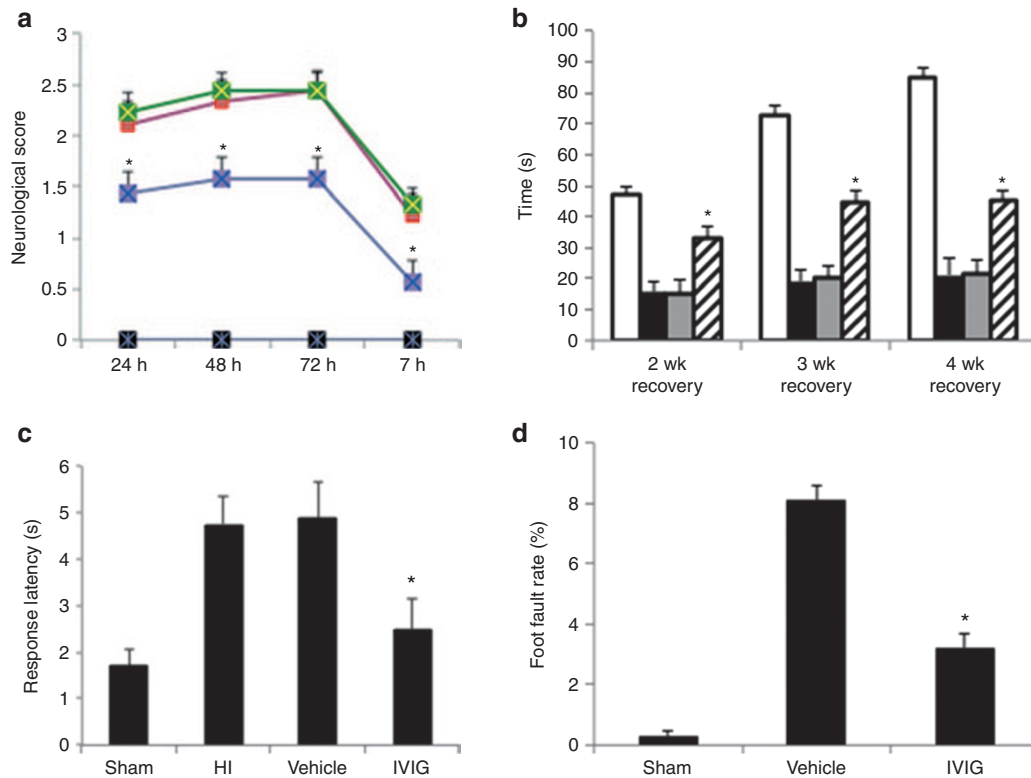 a
3
2.5
2
1.5
1
0.5
0
Neurological score
* * * *
24 h 48 h 72 h 7 h
b
100
90
80
70
60
50
40
30
20
10
0
Time (s)
* * *
2 wk recovery
3 wk recovery
4 wk recovery
c
6
5
4
3
2
1
0
Response latency (s)
*
Sham HI Vehicle IVIG
d
10
8
6
4
2
0
Foot fault rate (%)
*
Sham Vehicle IVIG